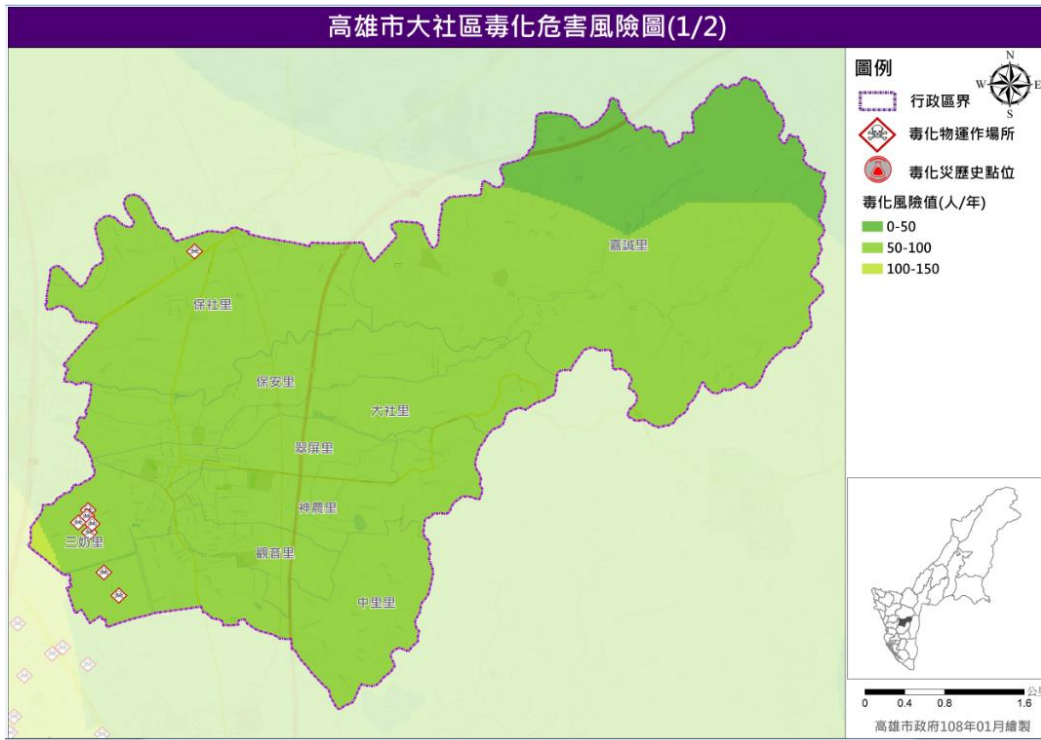 高雄市大社區毒化危害風險圖(1/2)
圖例
N
W
E
S
行政區界
毒化物運作場所
毒化災歷史點位
毒化風險值(人/年)
0-50
50-100
100-150
嘉誠里
保社里
保安里
大社里
翠屏里
神農里
三奶里
觀音里
中里里
公里
0 0.4 0.8 1.6
高雄市政府108年01月繪製